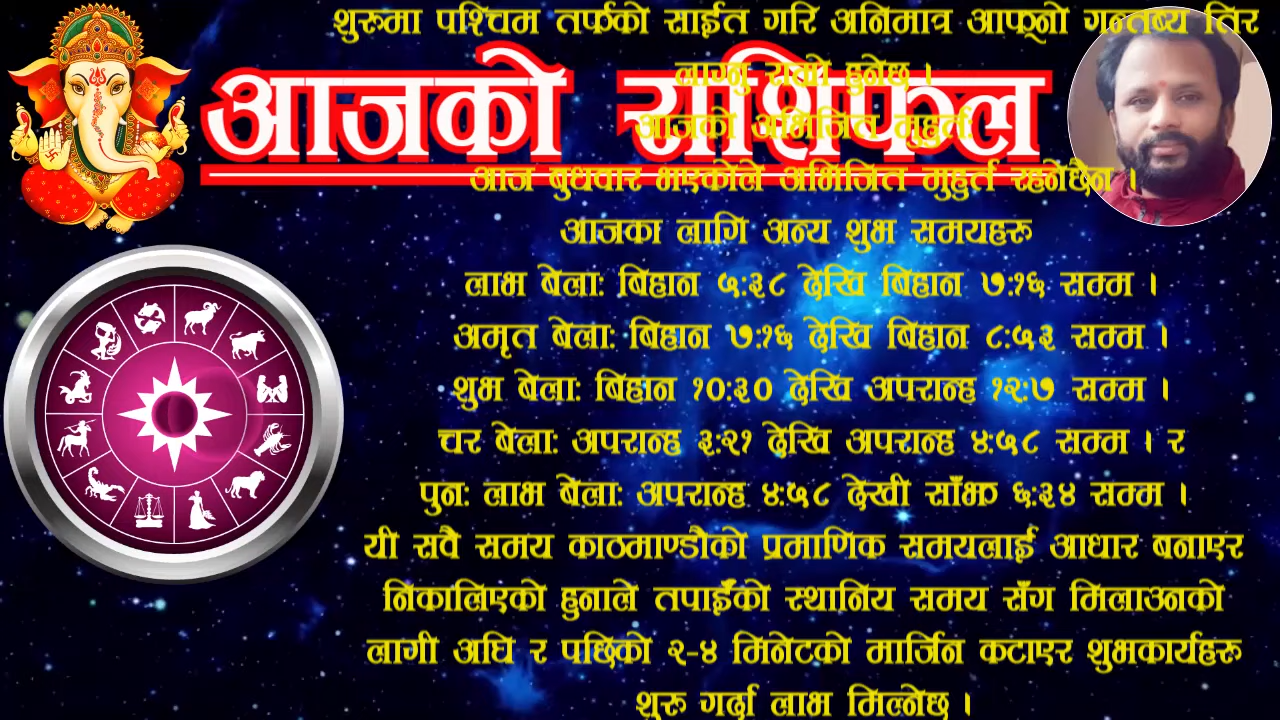 शुरुमा पश्चिम तर्फको साईत गरि अनिमात्र आफ्नो गन्तब्य तिर
लाग्नु राम्रो हुनेछ ।
आजको राशिफल
आजको अभिजित मुहुर्त:
आज बुधवार भएकोले अभिजित मुहुर्त रहनेछैन ।
आजका लागि अन्य शुभ समयहरु
लाभ बेला: बिहान ५:३८ देखि बिहान ७:१६ सम्म ।
अमृत बेला: बिहान ७:१६ देखि बिहान ८:५३ सम्म ।
शुभ बेला: बिहान १०:३० देखि अपरान्ह १२:७ सम्म ।
चर बेला: अपरान्ह ३:२१ देखि अपरान्ह ४:५८ सम्म । र
पुन: लाभ बेला: अपरान्ह ४:५८ देखी साँझ ६:३४ सम्म ।
यी सवै समय काठमाण्डौको प्रमाणिक समयलाई आधार बनाएर
निकालिएको हुनाले तपाईँको स्थानिय समय सँग मिलाउनको
लागी अघि र पछिको २-४ मिनेटको मार्जिन कटाएर शुभकार्यहरु
शुरु गर्दा लाभ मिल्नेछ ।